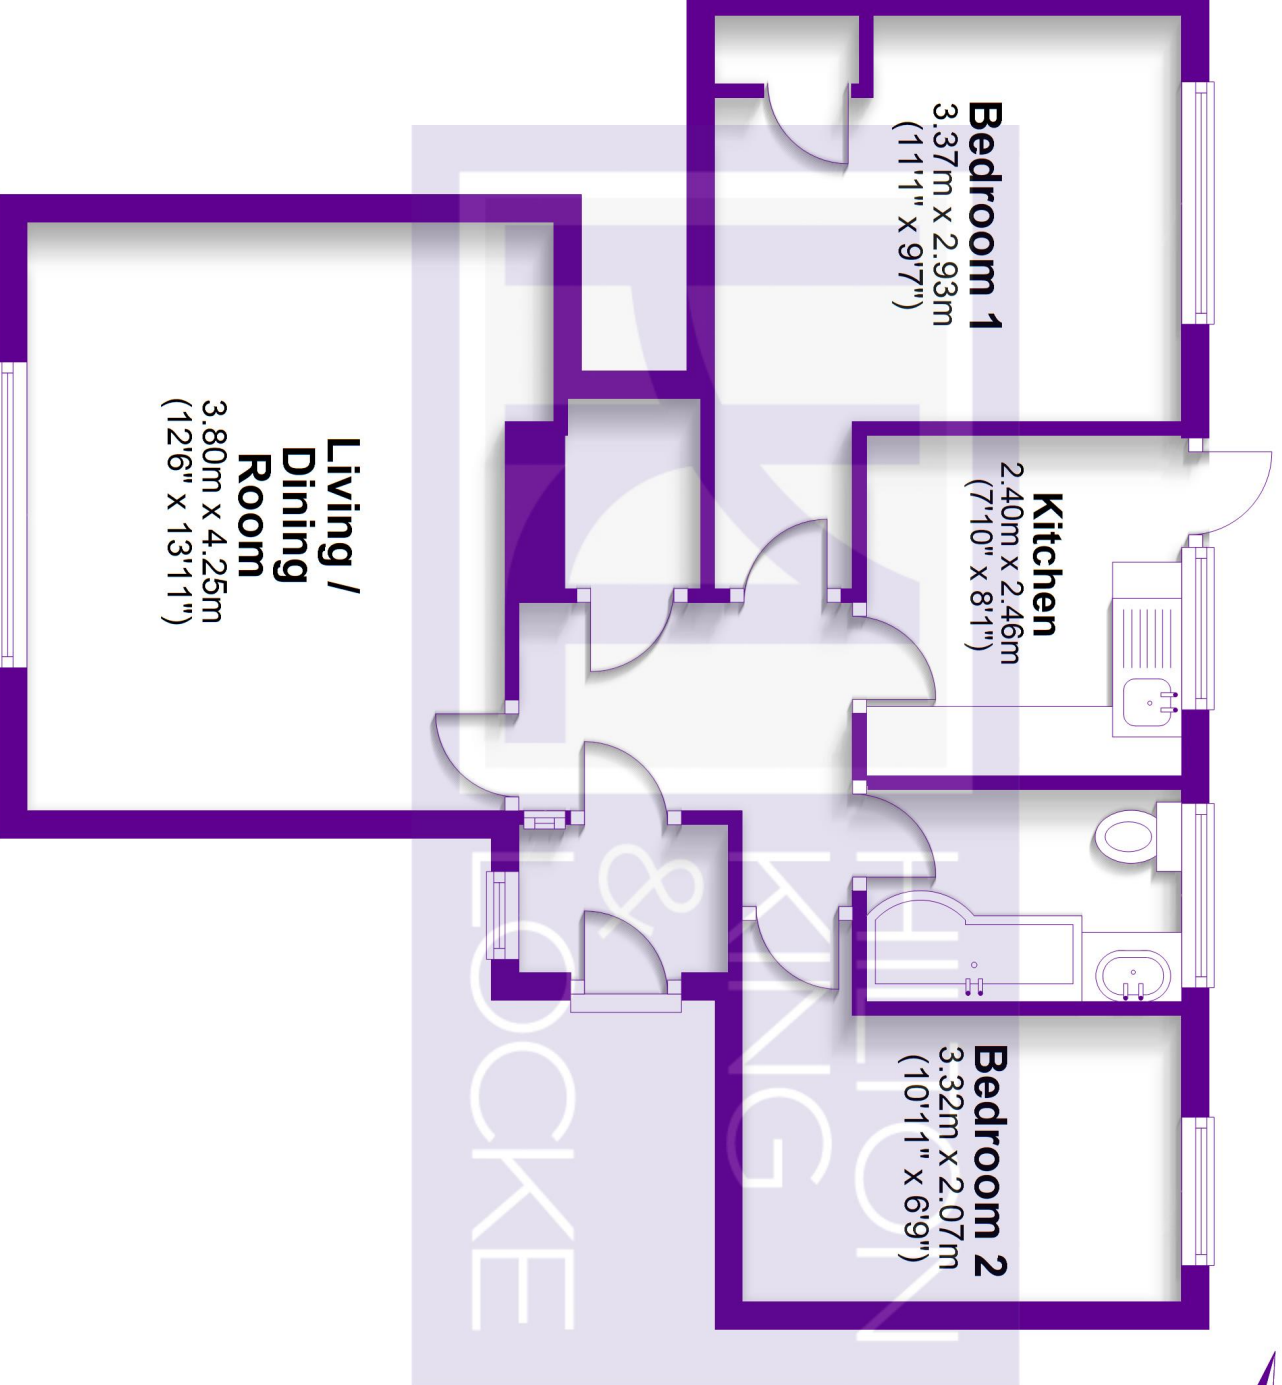 Bedroom 1
3.37m x 2.93m
(11'1" x 9'7")
Kitchen
2.40m x 2.46m
(7'10" x 8'1")
Living /
Dining
Room
3.80m x 4.25m
(12'6" x 13'11")
Bedroom 2
3.32m x 2.07m
(10'11" x 6'9")
HILTON
KING
&
LOCKE